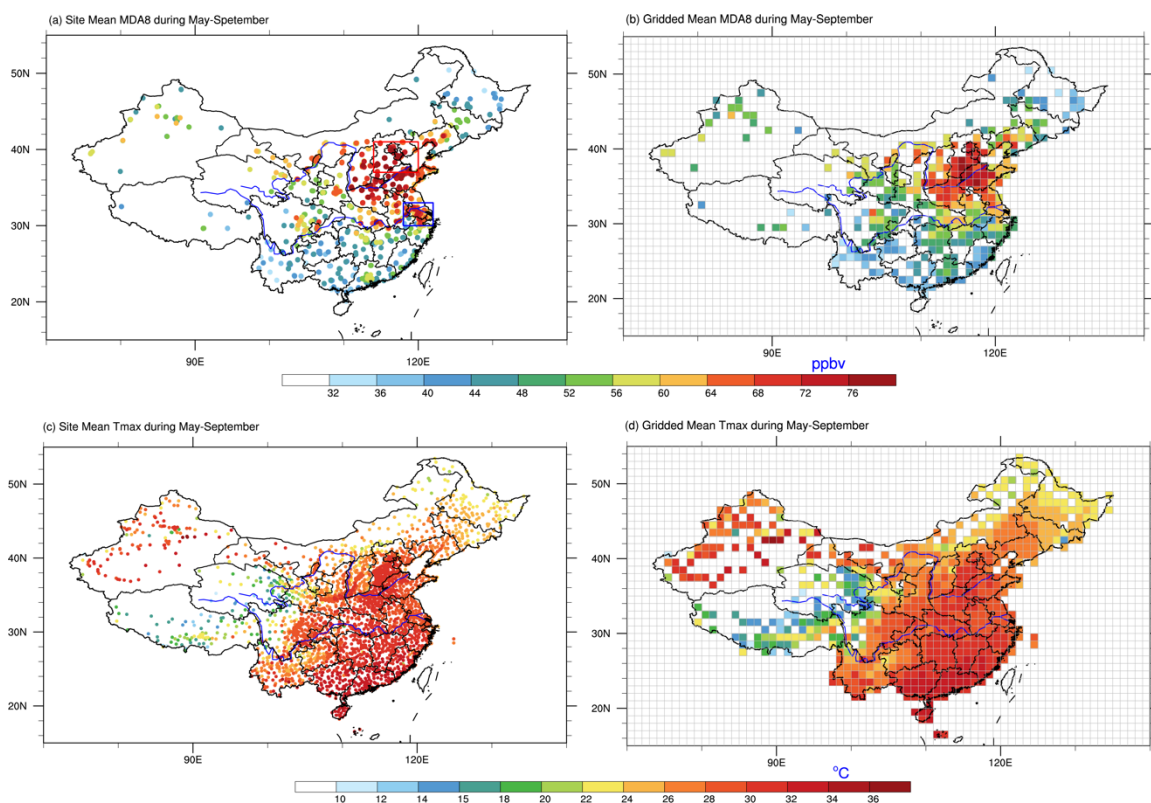 (a) Site Mean MDA8 during May-Spetember
(b) Gridded Mean MDA8 during May-September
50N
40N
30N
20N
90E
120E
50N
40N
30N
20N
90E
120E
ppbv
32 36 40 44 48 52 56 60 64 68 72 76
(c) Site Mean Tmax during May-September
(d) Gridded Mean Tmax during May-September
50N
40N
30N
20N
90E
120E
50N
40N
30N
20N
90E
120E
°C
10 12 14 15 18 20 22 24 26 28 30 32 34 36